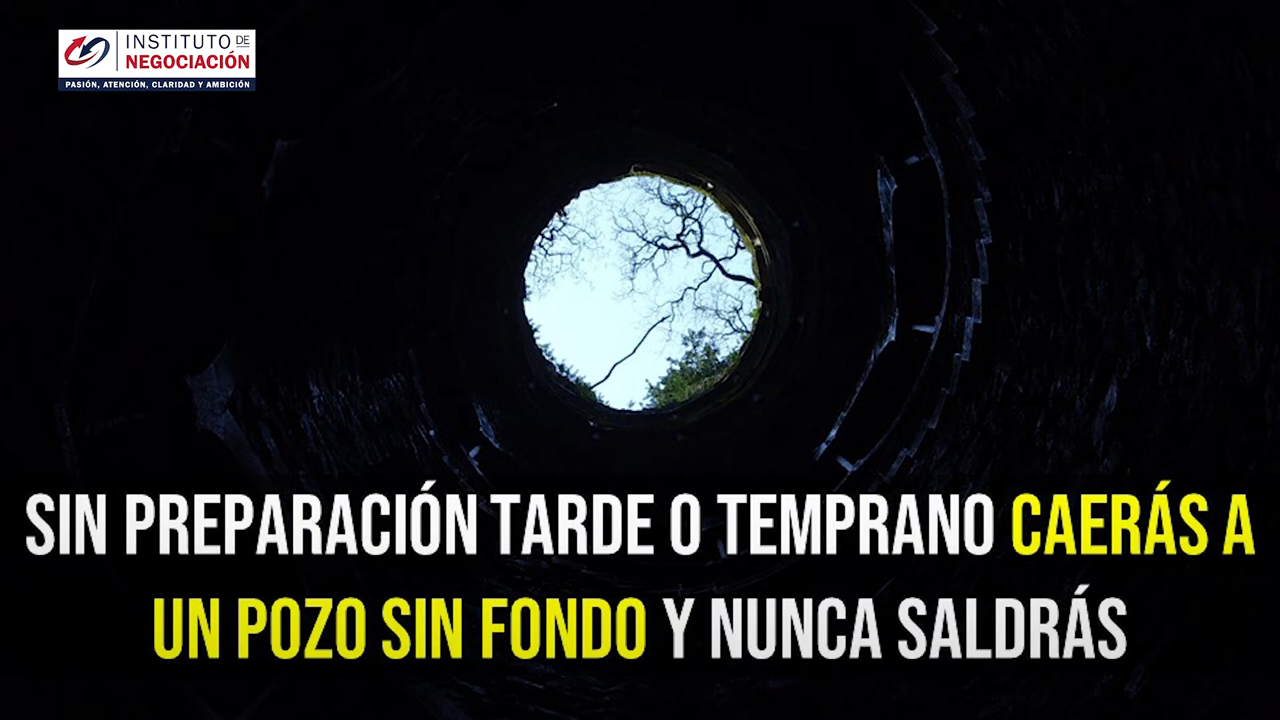 INSTITUTO DE
NEGOCIACIÓN
PASIÓN, ATENCIÓN, CLARIDAD Y AMBICIÓN
SIN PREPARACIÓN TARDE O TEMPRANO CAERÁS A
UN POZO SIN FONDO Y NUNCA SALDRÁS